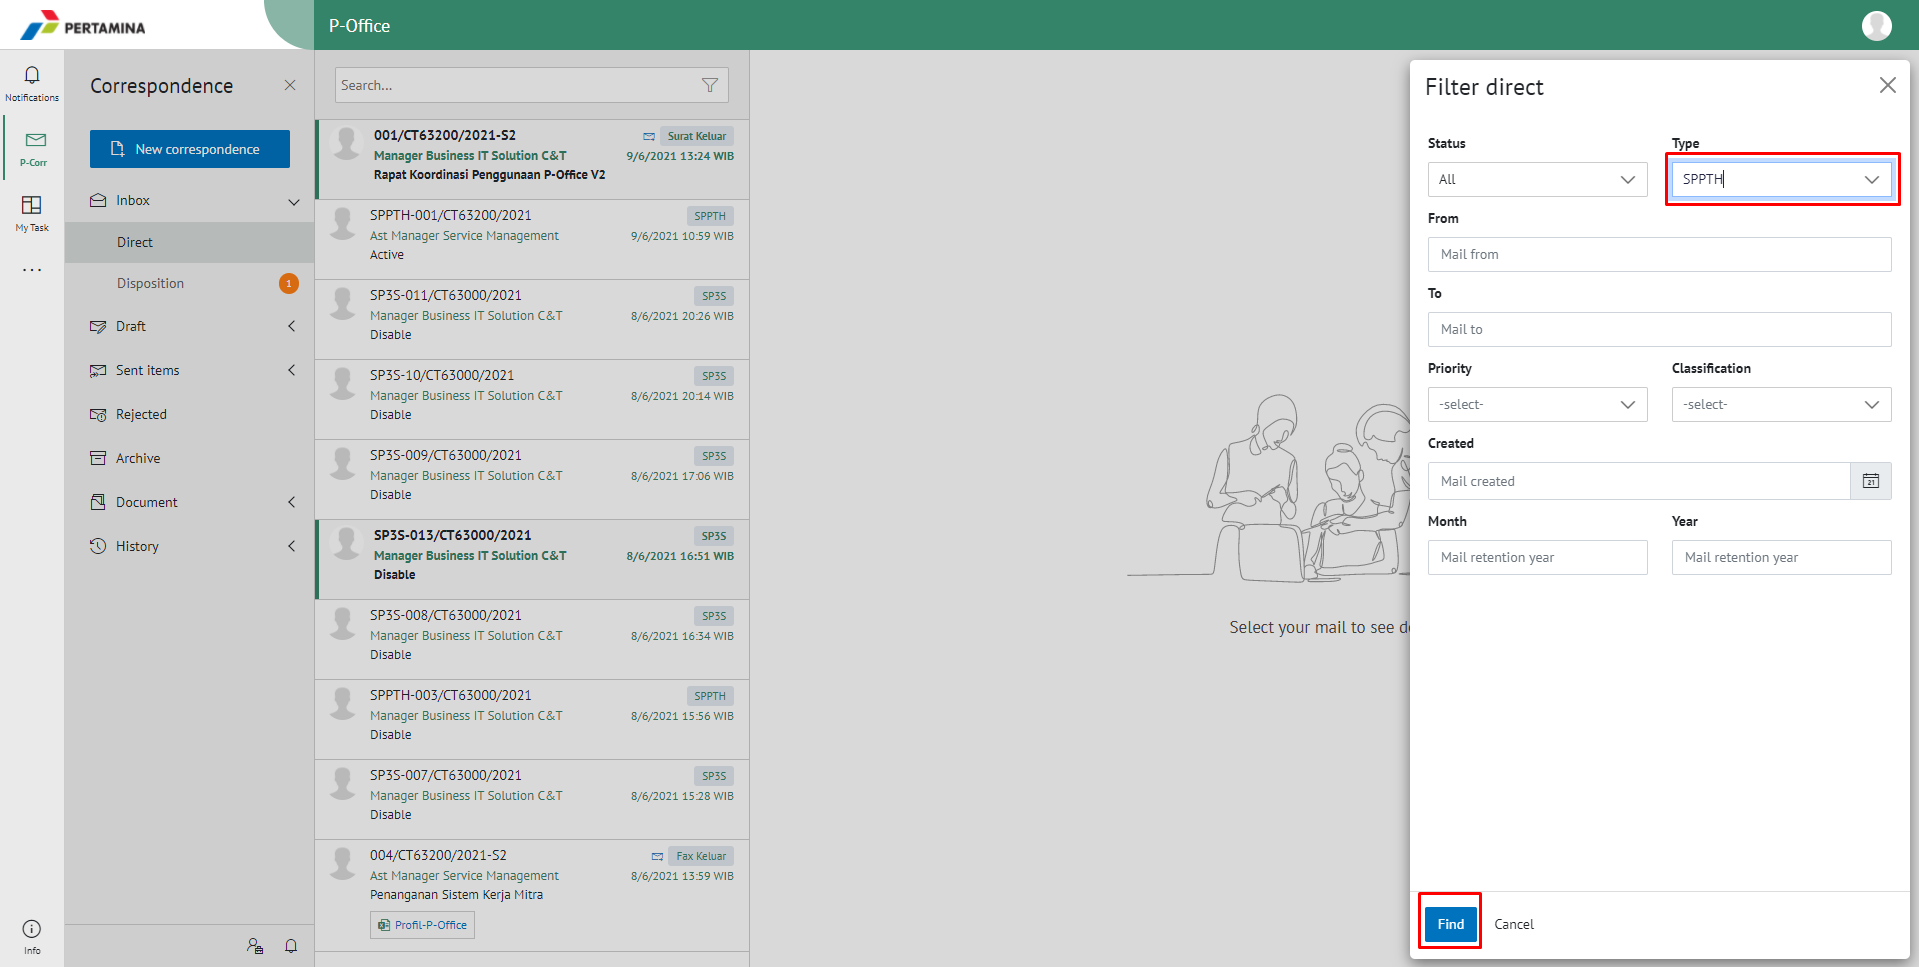 PERTAMINA
P-Office
Notifications
P-Corr
My Task
...
Info
Correspondence
New correspondence
Inbox
Direct
Disposition 1
Draft
Sent items
Rejected
Archive
Document
History
Search...
001/CT63200/2021-S2 Surat Keluar
Manager Business IT Solution C&T 9/6/2021 13:24 WIB
Rapat Koordinasi Penggunaan P-Office V2
SPPTH-001/CT63200/2021 SPPTH
Ast Manager Service Management 9/6/2021 10:59 WIB
Active
SP3S-011/CT63000/2021 SP3S
Manager Business IT Solution C&T 8/6/2021 20:26 WIB
Disable
SP3S-10/CT63000/2021 SP3S
Manager Business IT Solution C&T 8/6/2021 20:14 WIB
Disable
SP3S-009/CT63000/2021 SP3S
Manager Business IT Solution C&T 8/6/2021 17:06 WIB
Disable
SP3S-013/CT63000/2021 SP3S
Manager Business IT Solution C&T 8/6/2021 16:51 WIB
Disable
SP3S-008/CT63000/2021 SP3S
Manager Business IT Solution C&T 8/6/2021 16:34 WIB
Disable
SPPTH-003/CT63000/2021 SPPTH
Manager Business IT Solution C&T 8/6/2021 15:56 WIB
Disable
SP3S-007/CT63000/2021 SP3S
Manager Business IT Solution C&T 8/6/2021 15:28 WIB
Disable
004/CT63200/2021-S2 Fax Keluar
Ast Manager Service Management 8/6/2021 13:59 WIB
Penanganan Sistem Kerja Mitra
Profil-P-Office
Select your mail to see d
Filter direct
Status Type
All SPPTH
From
Mail from
To
Mail to
Priority Classification
-select- -select-
Created
Mail created 21
Month Year
Mail retention year Mail retention year
Find Cancel